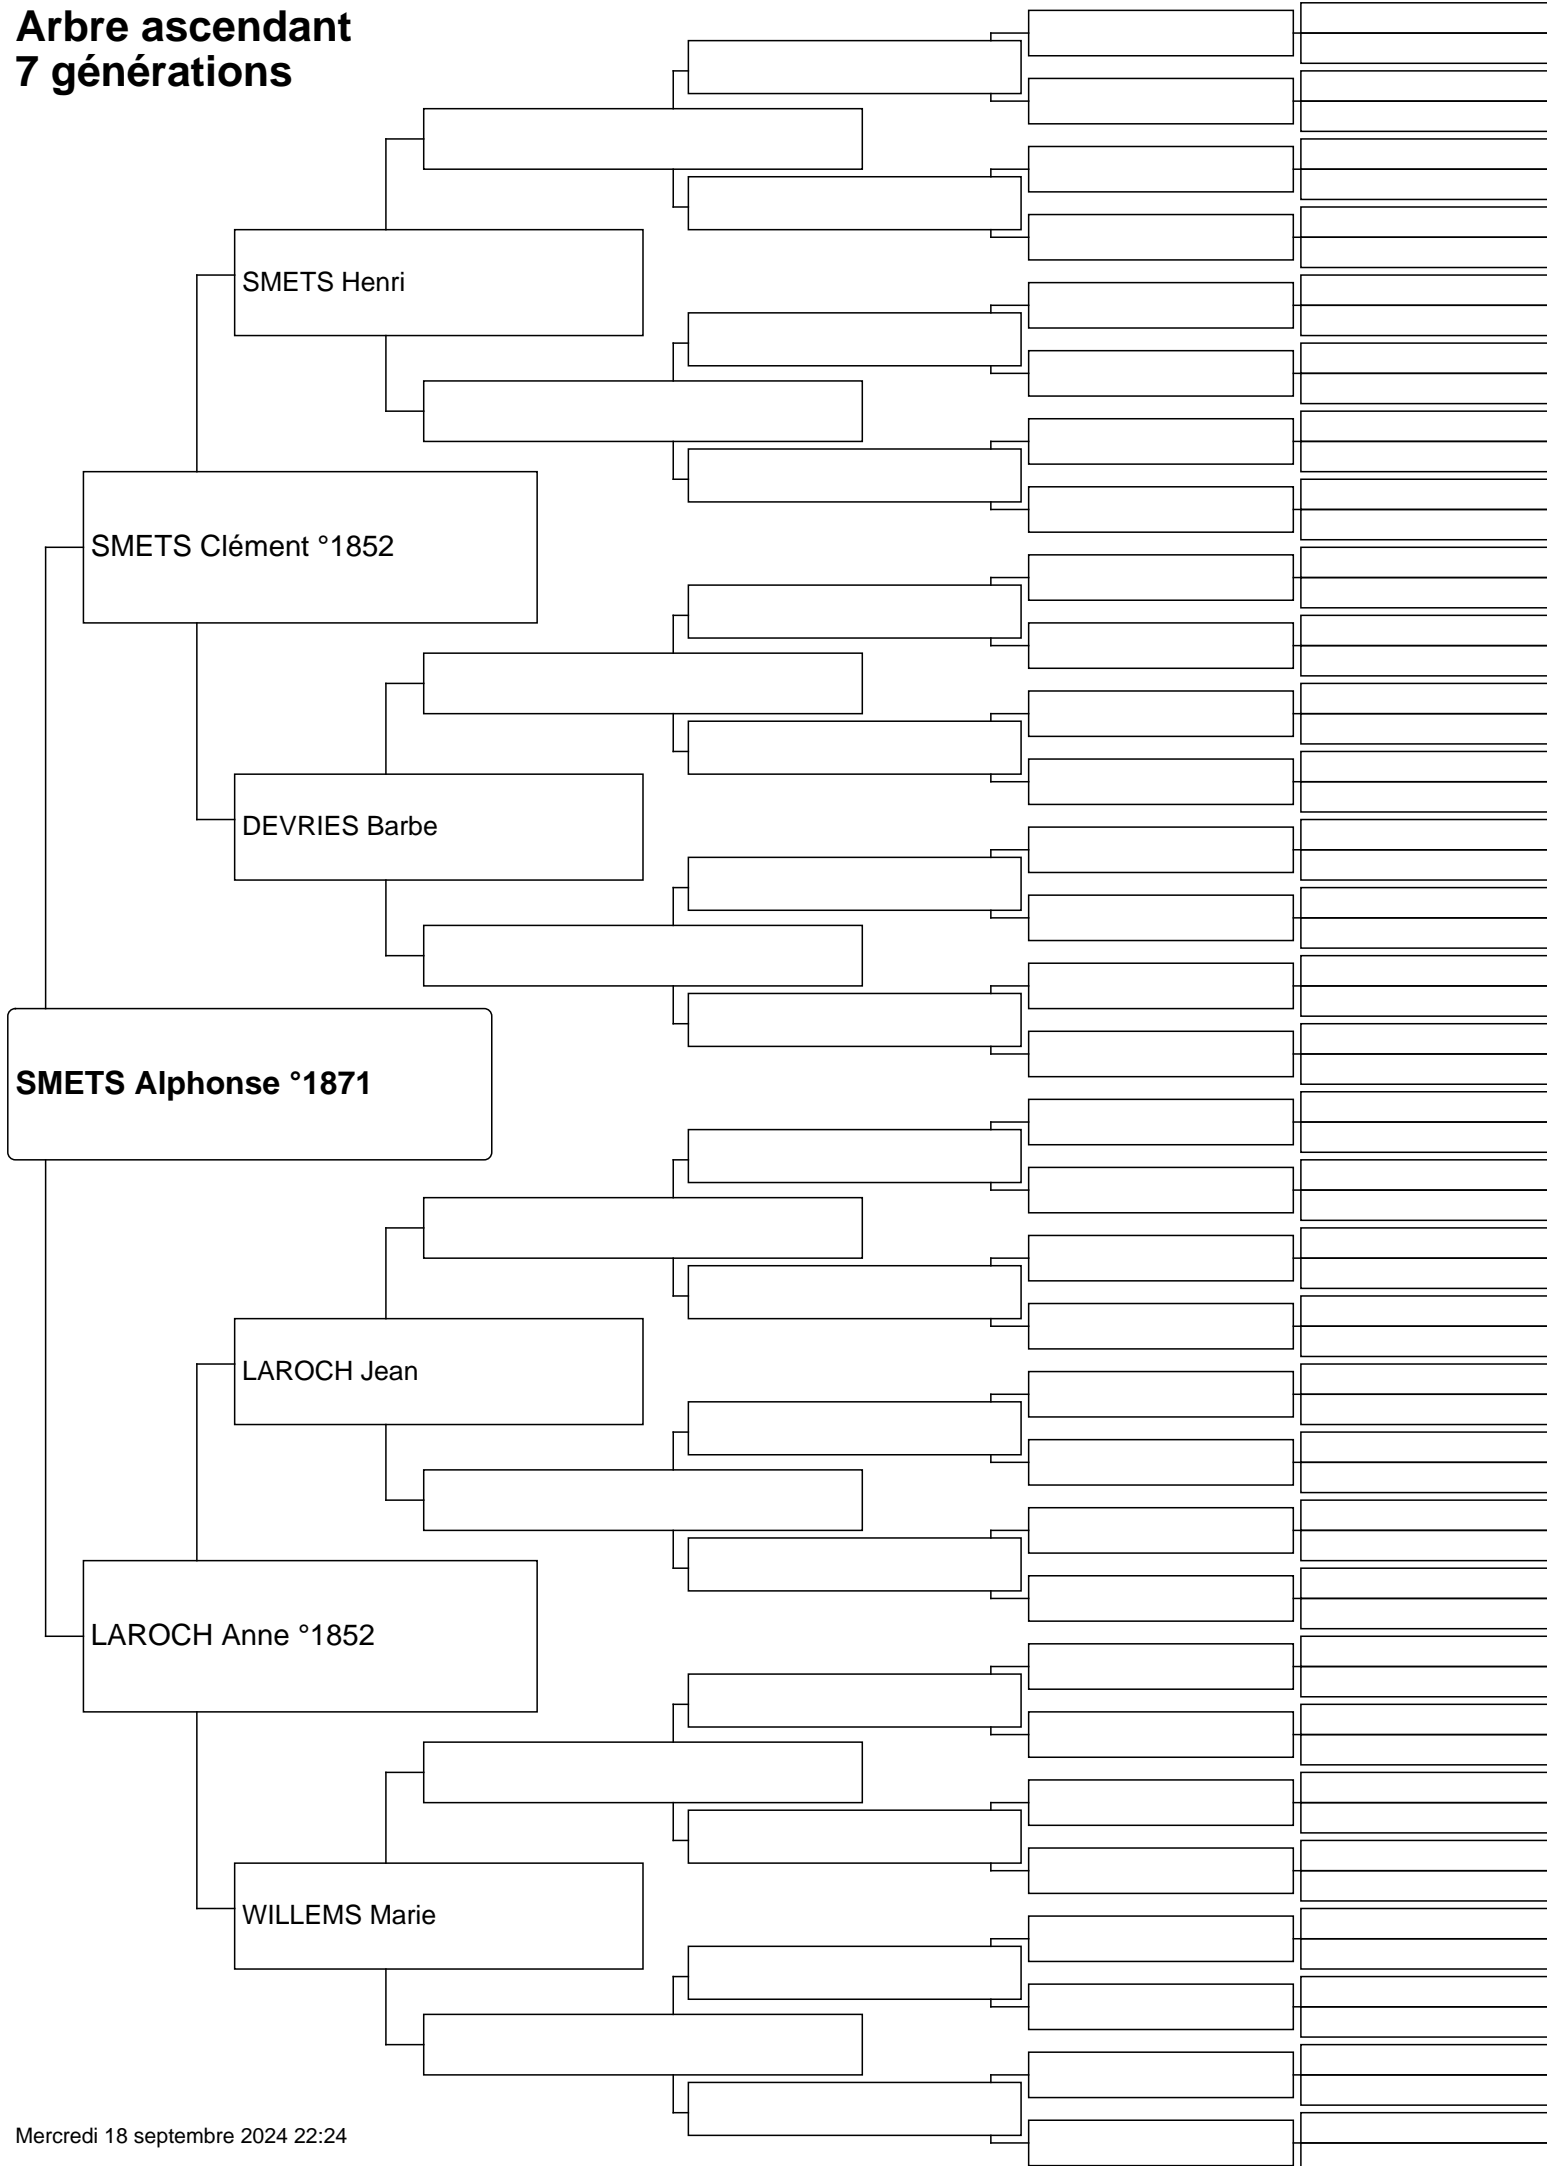 Arbre ascendant
7 générations
SMETS Henri
SMETS Clément °1852
DEVRIES Barbe
SMETS Alphonse °1871
LAROCH Jean
LAROCH Anne °1852
WILLEMS Marie
Mercredi 18 septembre 2024 22:24